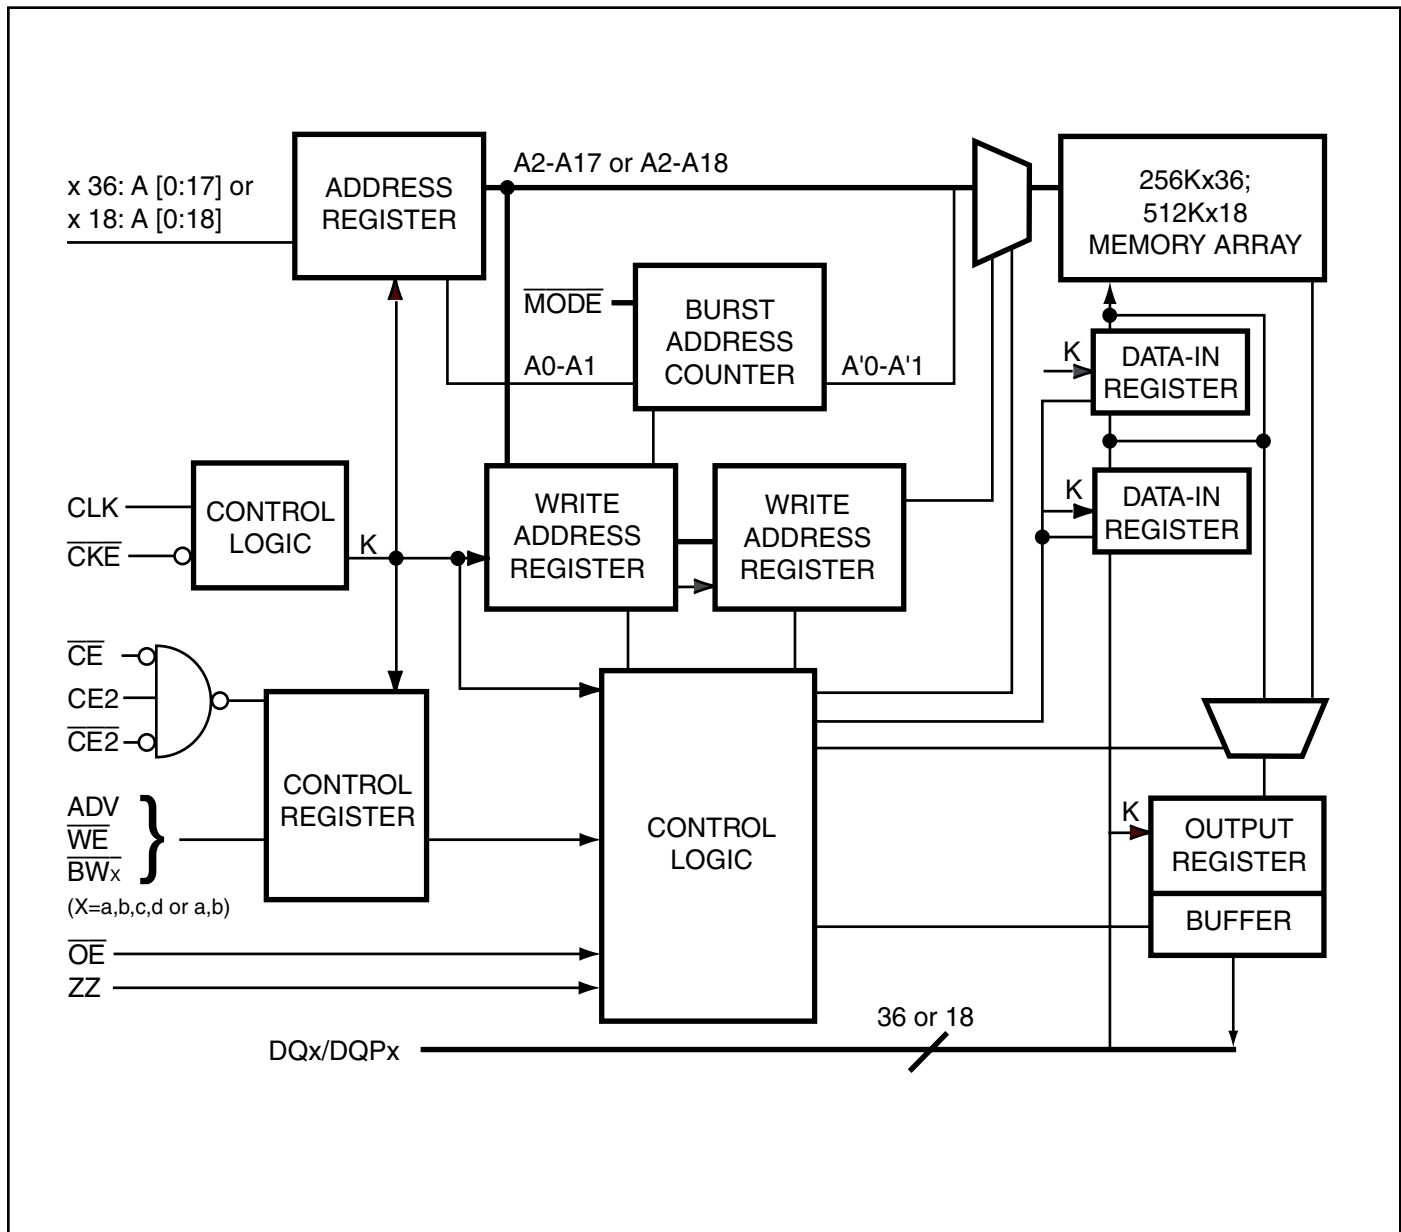 x 36: A [0:17] or
x 18: A [0:18]
ADDRESS
REGISTER
A2-A17 or A2-A18
256Kx36;
512Kx18
MEMORY ARRAY
MODE
BURST
ADDRESS
COUNTER
A0-A1
A'0-A'1
K
DATA-IN
REGISTER
K
DATA-IN
REGISTER
CLK
CKE
CONTROL
LOGIC
K
WRITE
ADDRESS
REGISTER
WRITE
ADDRESS
REGISTER
CE
CE2
CE2
CONTROL
REGISTER
ADV
WE
BWx
}
(X=a,b,c,d or a,b)
CONTROL
LOGIC
K
OUTPUT
REGISTER
BUFFER
OE
ZZ
36 or 18
DQx/DQPx